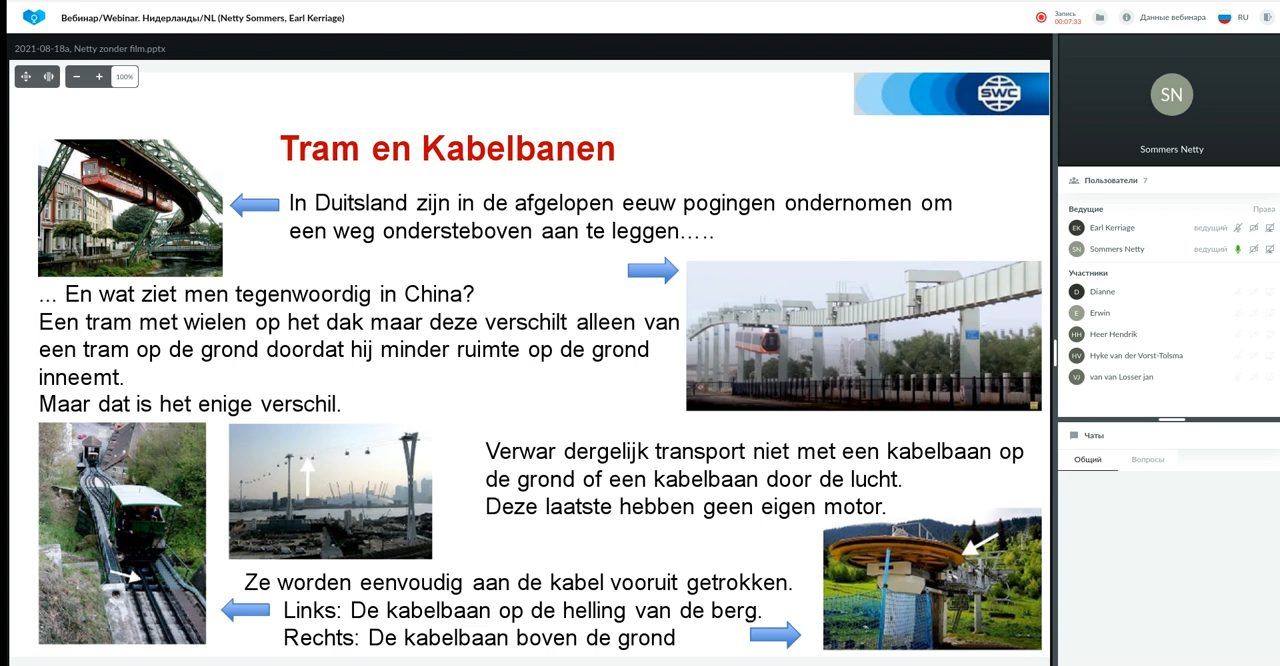 Вебинар/Webinar. Нидерланды/NL (Netty Sommers, Earl Kerriage)
Запись
00:07:33
Данные вебинара
RU
2021-08-18a, Netty zonder film.pptx
100%
SWC
Tram en Kabelbanen
In Duitsland zijn in de afgelopen eeuw pogingen ondernomen om
een weg ondersteboven aan te leggen…..
... En wat ziet men tegenwoordig in China?
Een tram met wielen op het dak maar deze verschilt alleen van
een tram op de grond doordat hij minder ruimte op de grond
inneemt.
Maar dat is het enige verschil.
Verwar dergelijk transport niet met een kabelbaan op
de grond of een kabelbaan door de lucht.
Deze laatste hebben geen eigen motor.
Ze worden eenvoudig aan de kabel vooruit getrokken.
Links: De kabelbaan op de helling van de berg.
Rechts: De kabelbaan boven de grond
SN
Sommers Netty
Пользователи 7
Ведущие Права
EK Earl Kerriage ведущий
SN Sommers Netty ведущий
Участники
D Dianne
E Erwin
HH Heer Hendrik
HV Hyke van der Vorst-Tolsma
VJ van van Losser jan
Чаты
Общий Вопросы